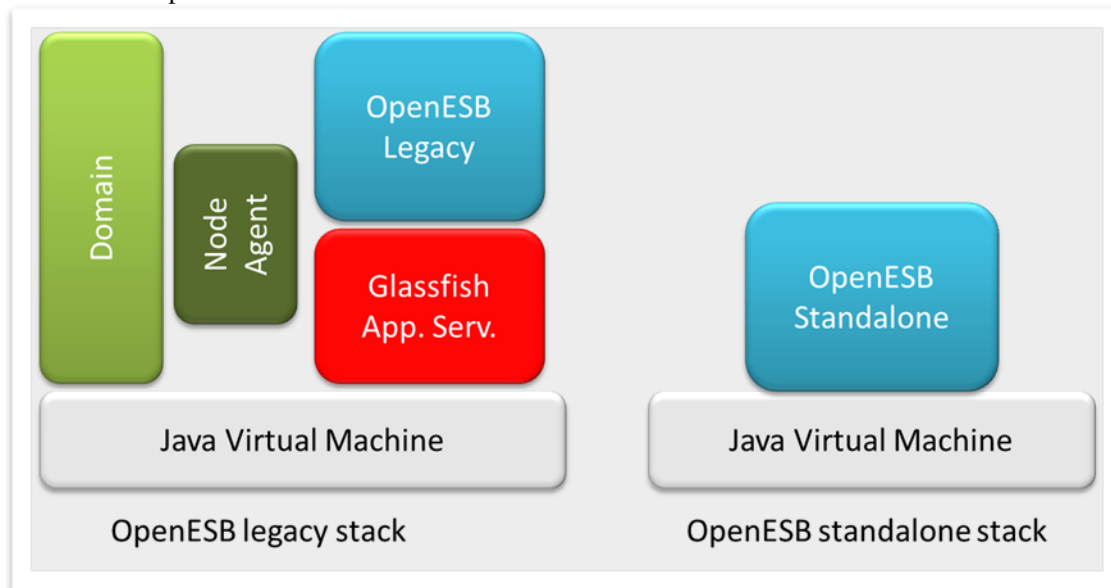 Domain
Node
Agent
OpenESB
Legacy
Glassfish
App. Serv.
Java Virtual Machine
OpenESB legacy stack
OpenESB
Standalone
Java Virtual Machine
OpenESB standalone stack